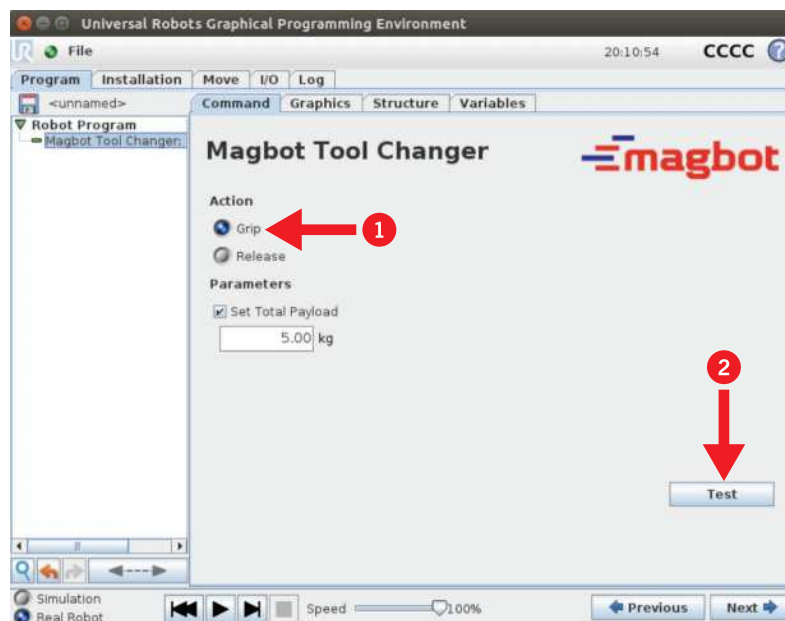 Universal Robots Graphical Programming Environment
File 20:10:54 CCCC ?
Program Installation Move I/O Log
<unnamed> Command Graphics Structure Variables
Robot Program
Magbot Tool Changer:
Magbot Tool Changer
magbot
Action
Grip
1
Release
Parameters
Set Total Payload
5.00 kg
2
Test
Simulation
Real Robot
Speed 100%
Previous Next